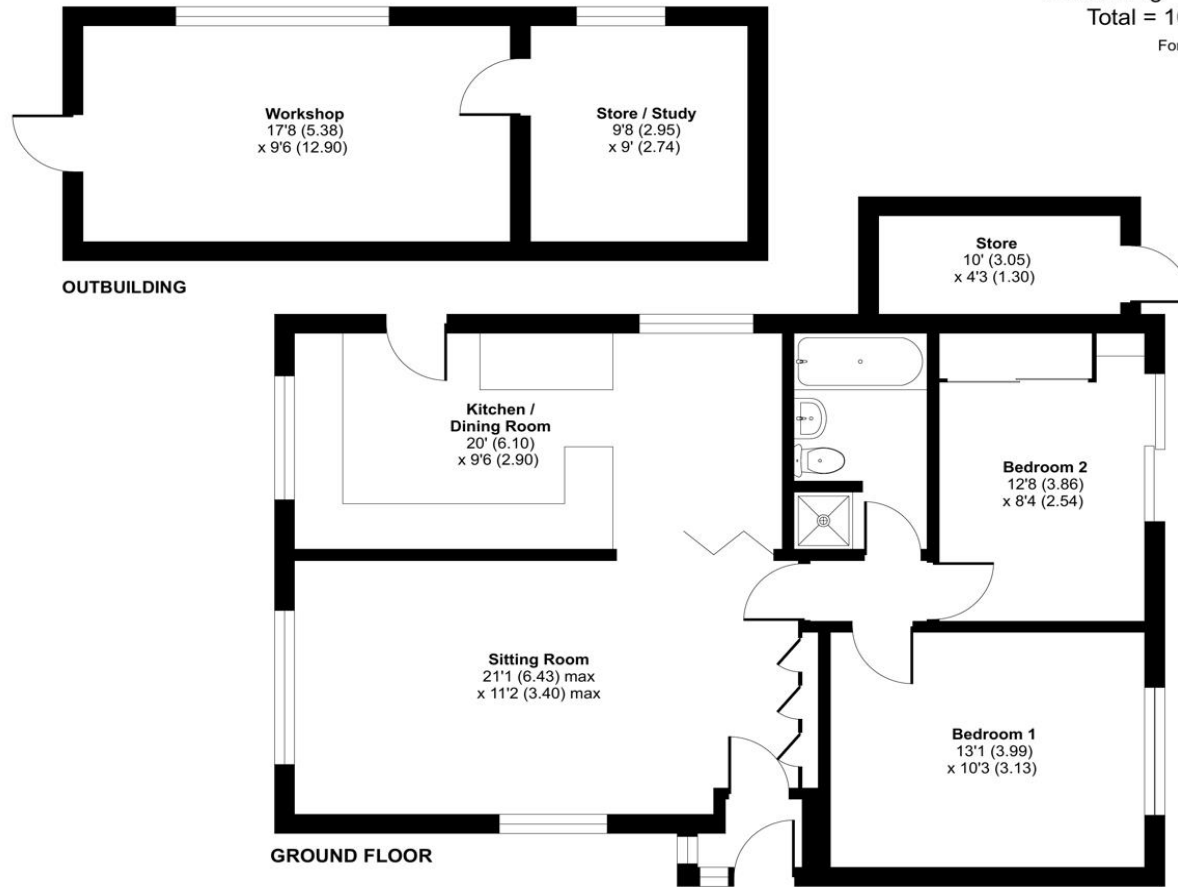 Total = 1
For
Workshop
17'8 (5.38)
x 9'6 (12.90)
Store / Study
9'8 (2.95)
x 9' (2.74)
Store
10' (3.05)
x 4'3 (1.30)
OUTBUILDING
Kitchen /
Dining Room
20' (6.10)
x 9'6 (2.90)
Bedroom 2
12'8 (3.86)
x 8'4 (2.54)
Sitting Room
21'1 (6.43) max
x 11'2 (3.40) max
Bedroom 1
13'1 (3.99)
x 10'3 (3.13)
GROUND FLOOR